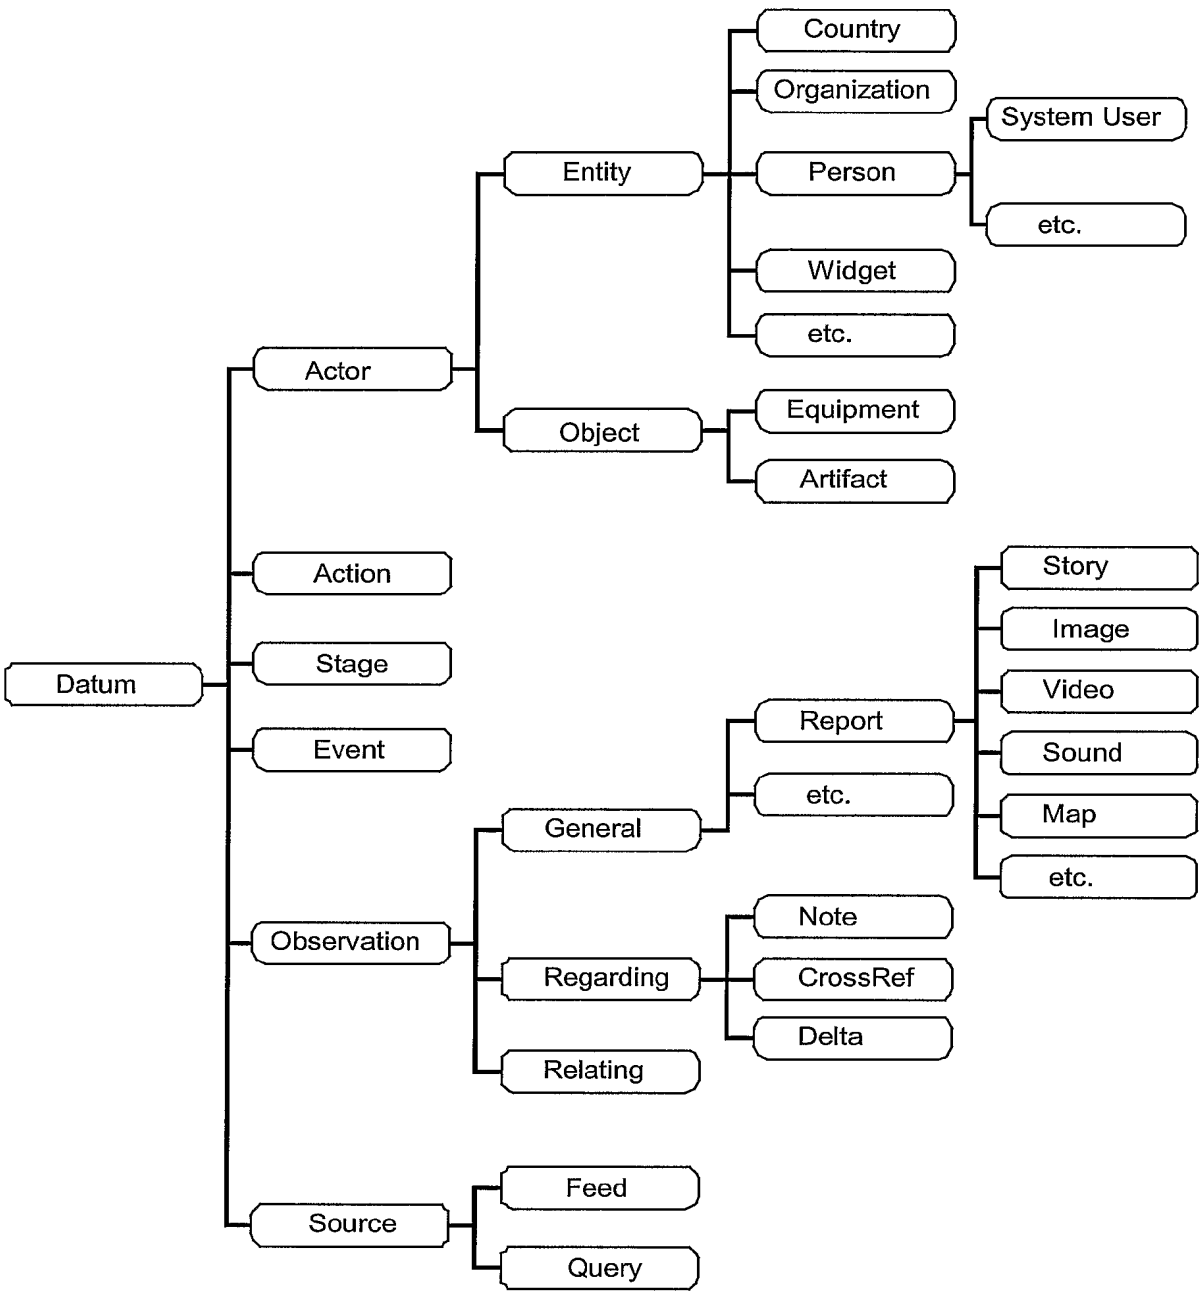 Country
Organization
System User
Entity
Person
etc.
Widget
etc.
Actor
Equipment
Object
Artifact
Action
Story
Image
Stage
Datum
Video
Report
Event
Sound
etc.
Map
General
etc.
Note
Observation
Regarding
CrossRef
Delta
Relating
Feed
Source
Query